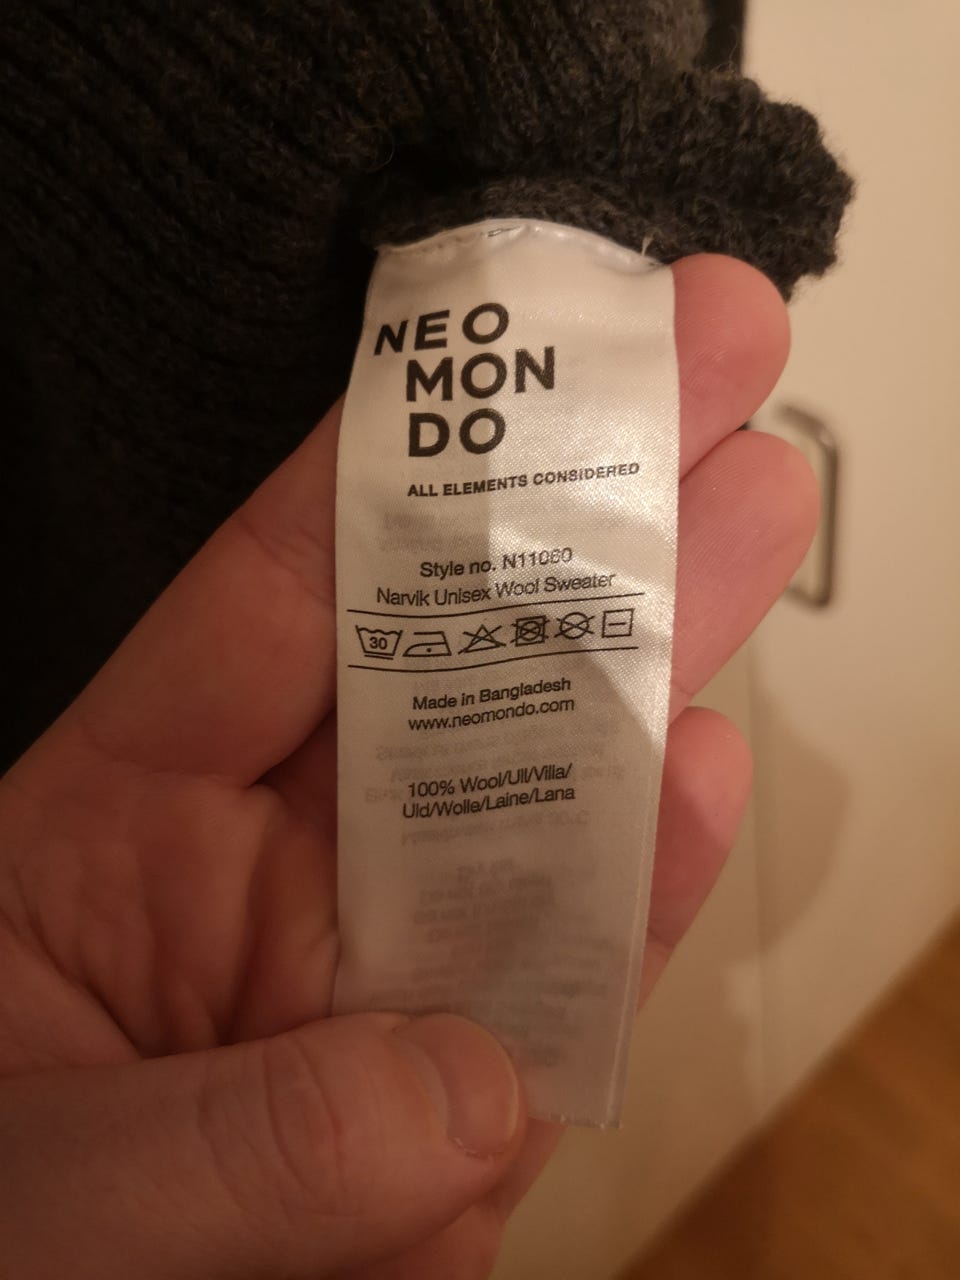 NEO
MON
DO
ALL ELEMENTS CONSIDERED
Style no. N11060
Narvik Unisex Wool Sweater
30
Made in Bangladesh
www.neomondo.com
100% Wool/Ull/Villa/
Uld/Wolle/Laine/Lana